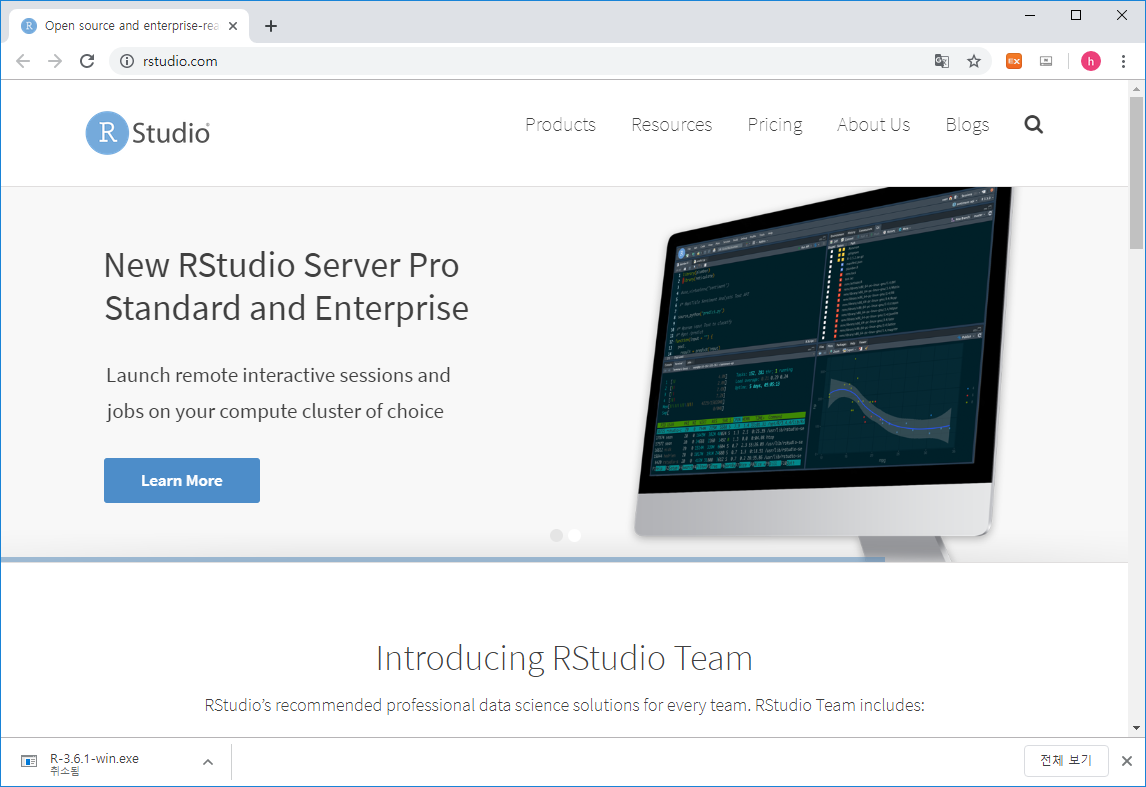 R Open source and enterprise-rea
rstudio.com
EX
h
R Studio®
Products Resources Pricing About Us Blogs
New RStudio Server Pro
Standard and Enterprise
Launch remote interactive sessions and
jobs on your compute cluster of choice
Learn More
Introducing RStudio Team
RStudio’s recommended professional data science solutions for every team. RStudio Team includes:
R-3.6.1-win.exe
취소됨
전체 보기